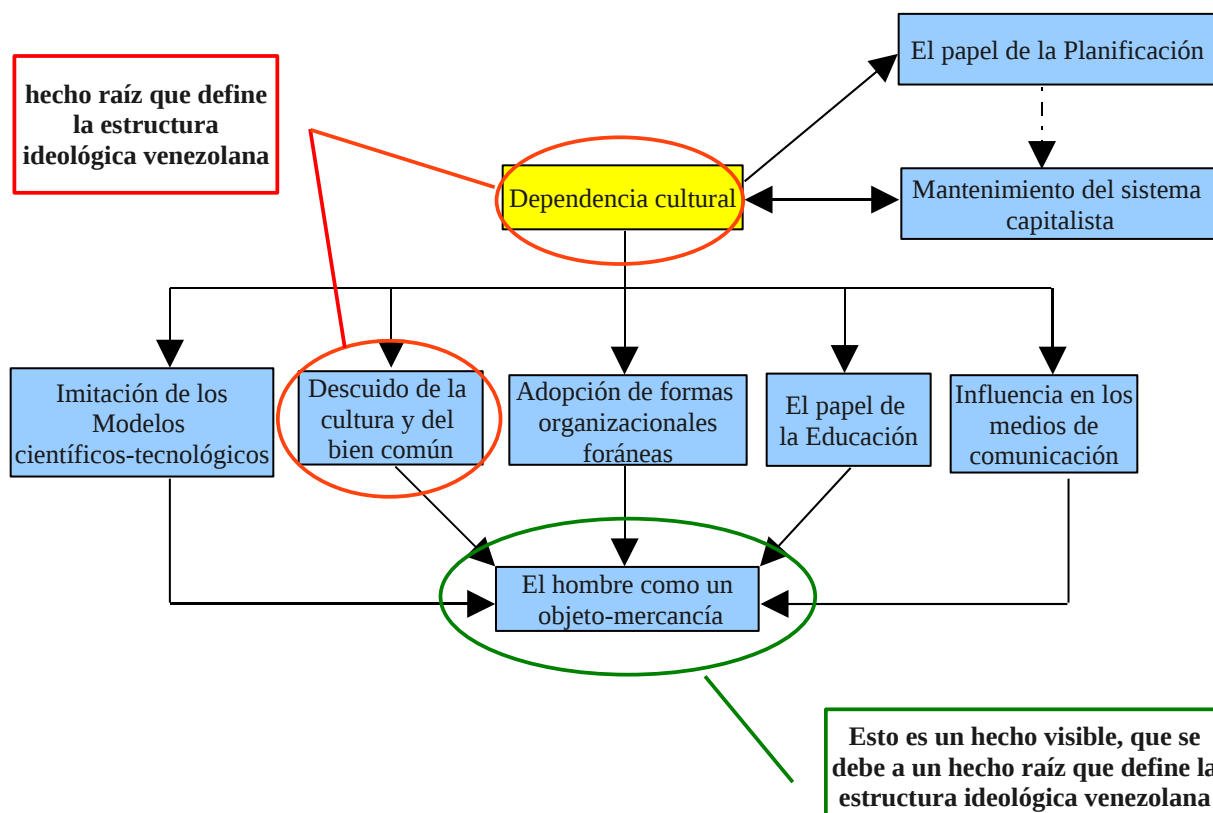 El papel de la Planificación
hecho raíz que define
la estructura
ideológica venezolana
Dependencia cultural
Mantenimiento del sistema
capitalista
Imitación de los
Modelos
científicos-tecnológicos
Descuido de la
cultura y del
bien común
Adopción de formas
organizacionales
foráneas
El papel de
la Educación
Influencia en los
medios de
comunicación
El hombre como un
objeto-mercancía
Esto es un hecho visible, que se
debe a un hecho raíz que define la
estructura ideológica venezolana